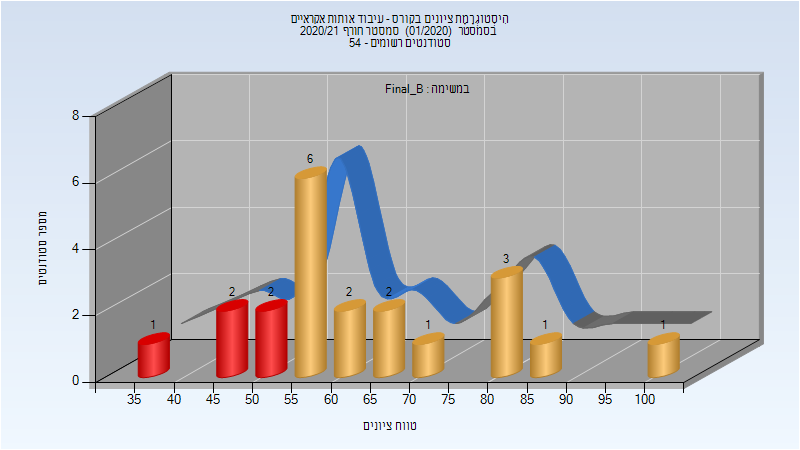 היסטוגרמת ציונים בקורס - עיבוד אותות אקראיים
בסמסטר (01/2020) סמסטר חורף 2020/21
סטודנטים רשומים - 54
במשימה: Final_B
מספר סטודנטים
8
6
4
2
0
1
2
2
6
2
2
1
3
1
1
35 40 45 50 55 60 65 70 75 80 85 90 95 100
טווח ציונים